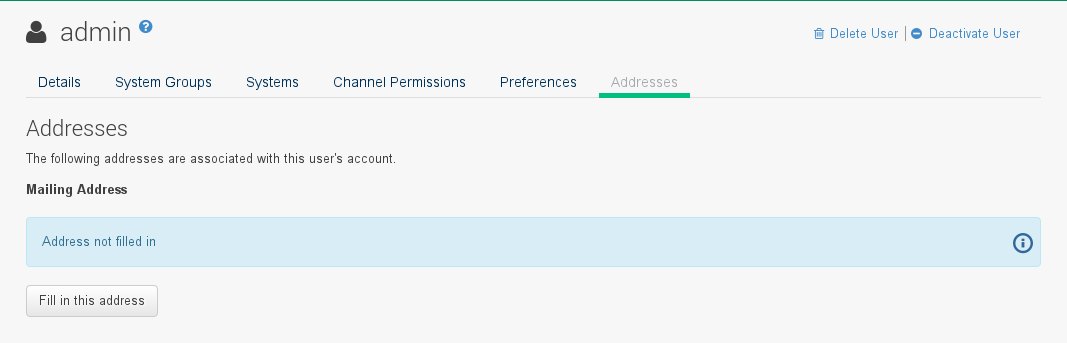 admin ?
Delete User | Deactivate User
Details System Groups Systems Channel Permissions Preferences Addresses
Addresses
The following addresses are associated with this user's account.
Mailing Address
Address not filled in
Fill in this address